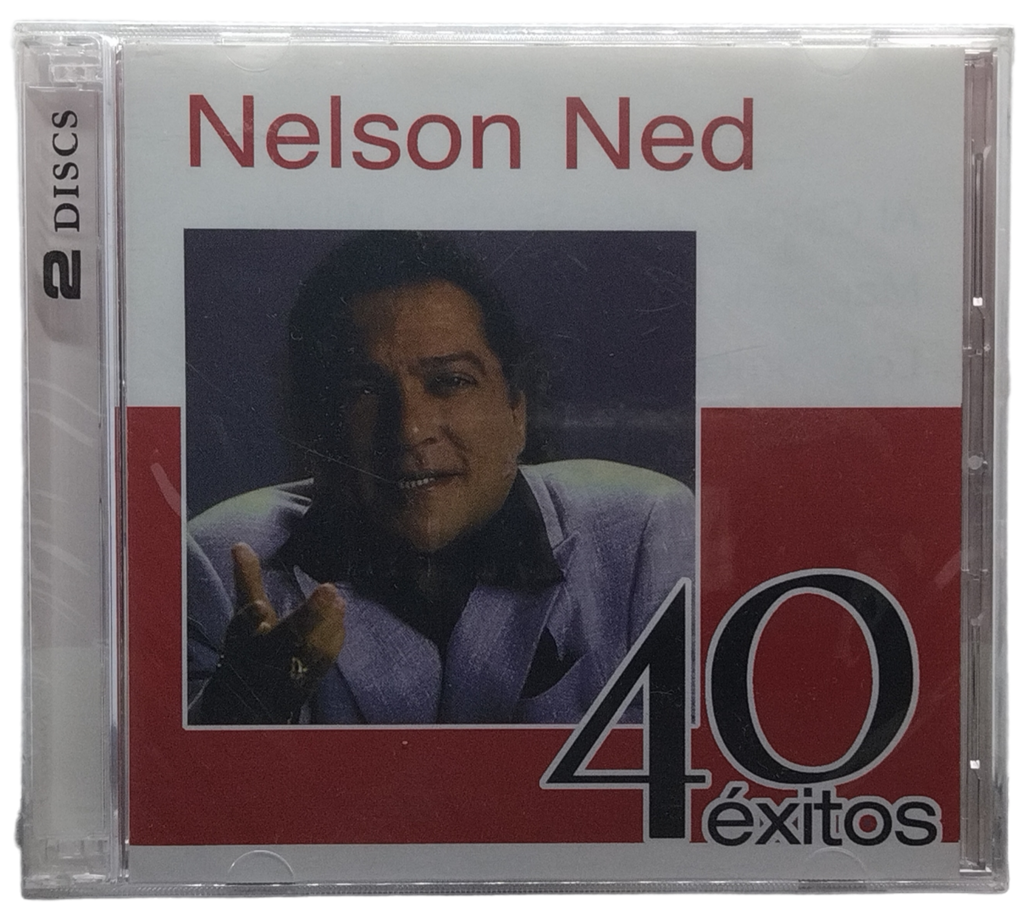 2 DISCS
Nelson Ned
40
éxitos